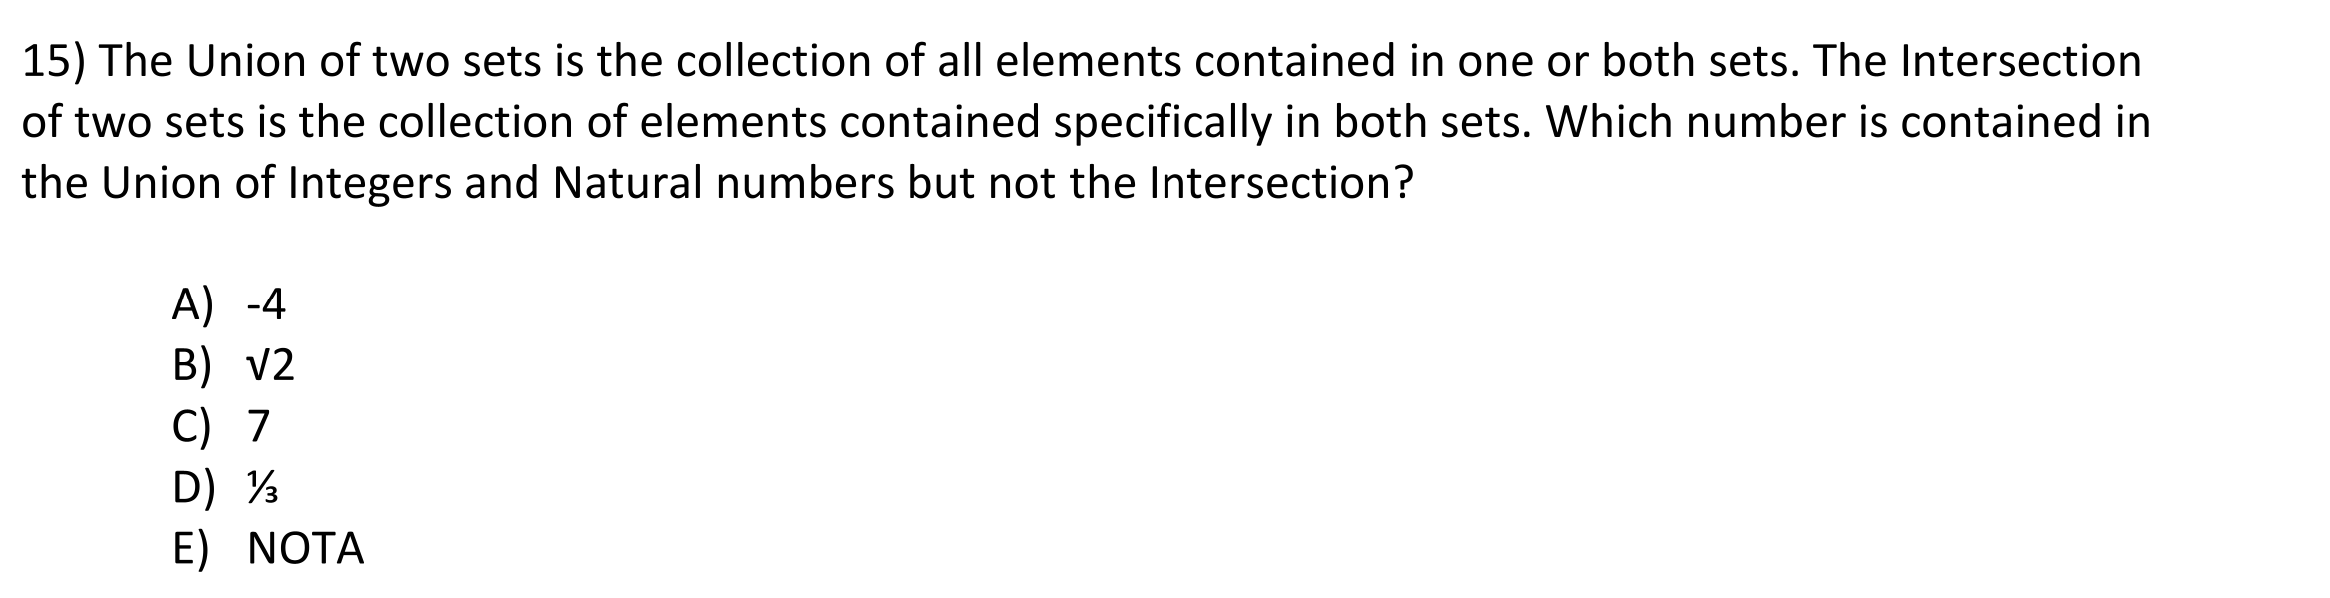 15) The Union of two sets is the collection of all elements contained in one or both sets. The Intersection
of two sets is the collection of elements contained specifically in both sets. Which number is contained in
the Union of Integers and Natural numbers but not the Intersection?
A) -4
B) √2
C) 7
D) ⅓
E) NOTA